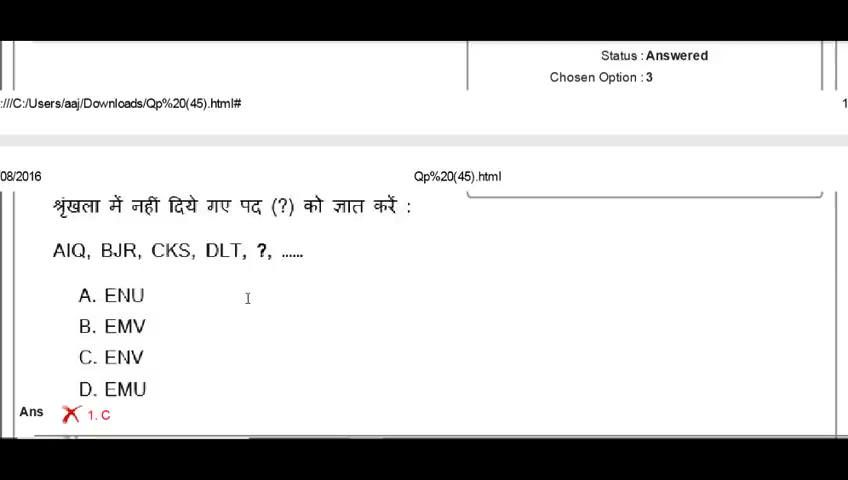 Status : Answered
Chosen Option : 3
:///C:/Users/aaj/Downloads/Qp%20(45).html#
1
08/2016
Qp%20(45).html
श्रृंखला में नहीं दिये गए पद (?) को ज्ञात करें :
AIQ, BJR, CKS, DLT, ?, ......
A. ENU
B. EMV
C. ENV
D. EMU
Ans
1. C